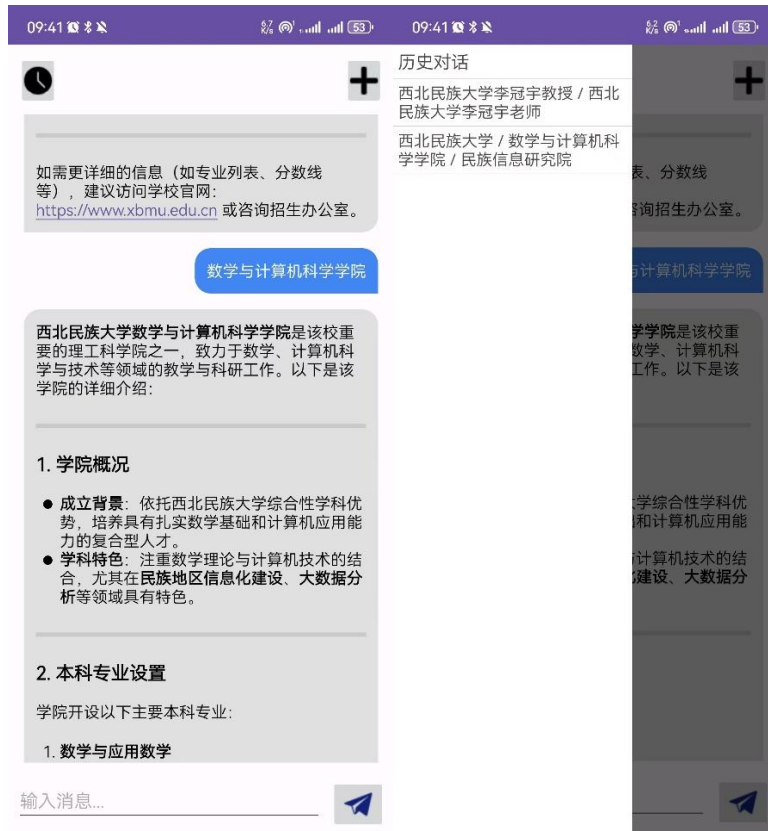 09:41
6.7 K/s
53
如需更详细的信息（如专业列表、分数线
等），建议访问学校官网：
https://www.xbmu.edu.cn 或咨询招生办公室。
数学与计算机科学学院
西北民族大学数学与计算机科学学院是该校重
要的理工科学院之一，致力于数学、计算机科
学与技术等领域的教学与科研工作。以下是该
学院的详细介绍：
1. 学院概况
● 成立背景：依托西北民族大学综合性学科优
势，培养具有扎实数学基础和计算机应用能
力的复合型人才。
● 学科特色：注重数学理论与计算机技术的结
合，尤其在民族地区信息化建设、大数据分
析等领域具有特色。
2. 本科专业设置
学院开设以下主要本科专业：
1. 数学与应用数学
输入消息...
09:41
6.2 K/s
53
历史对话
西北民族大学李冠宇教授 / 西北
民族大学李冠宇老师
西北民族大学 / 数学与计算机科
学学院 / 民族信息研究院
表、分数线
咨询招生办公室。
与计算机科学学院
学学院是该校重
数学、计算机科
工作。以下是该
大学综合性学科优
和计算机应用能
与计算机技术的结
化建设、大数据分